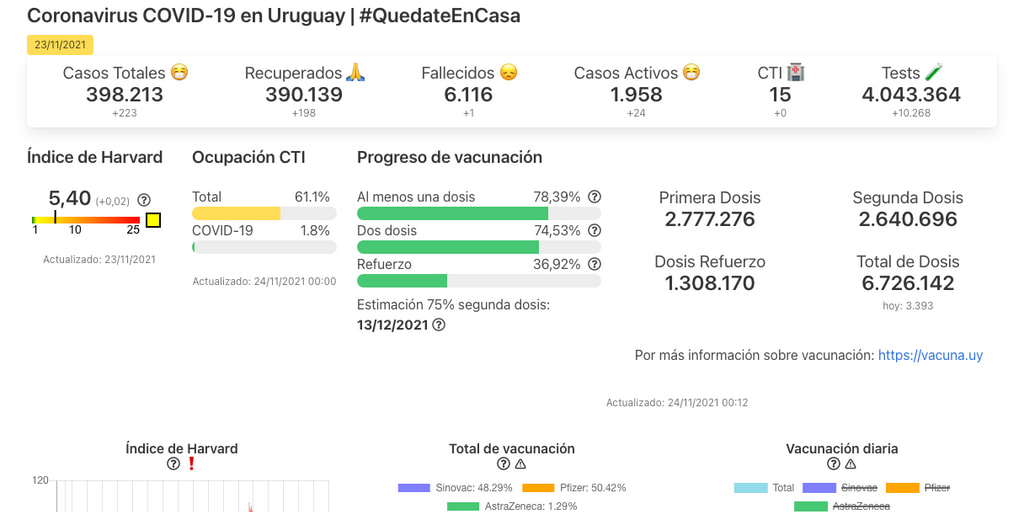 Coronavirus COVID-19 en Uruguay | #QuedateEnCasa
23/11/2021
Casos Totales 😷 Recuperados 🙏 Fallecidos 😞 Casos Activos 😷 CTI 🏥 Tests 🧪
398.213 390.139 6.116 1.958 15 4.043.364
+223 +198 +1 +24 +0 +10.268
Índice de Harvard
5,40 (+0,02)
1 10 25
Actualizado: 23/11/2021
Ocupación CTI
Total 61.1%
COVID-19 1.8%
Actualizado: 24/11/2021 00:00
Progreso de vacunación
Al menos una dosis 78,39%
Dos dosis 74,53%
Refuerzo 36,92%
Estimación 75% segunda dosis:
13/12/2021
Primera Dosis Segunda Dosis
2.777.276 2.640.696
Dosis Refuerzo Total de Dosis
1.308.170 6.726.142
hoy: 3.393
Por más información sobre vacunación: https://vacuna.uy
Actualizado: 24/11/2021 00:12
Índice de Harvard
❗
120
Total de vacunación
Sinovac: 48.29% Pfizer: 50.42%
AstraZeneca: 1.29%
Vacunación diaria
Total Sinovac Pfizer
AstraZeneca